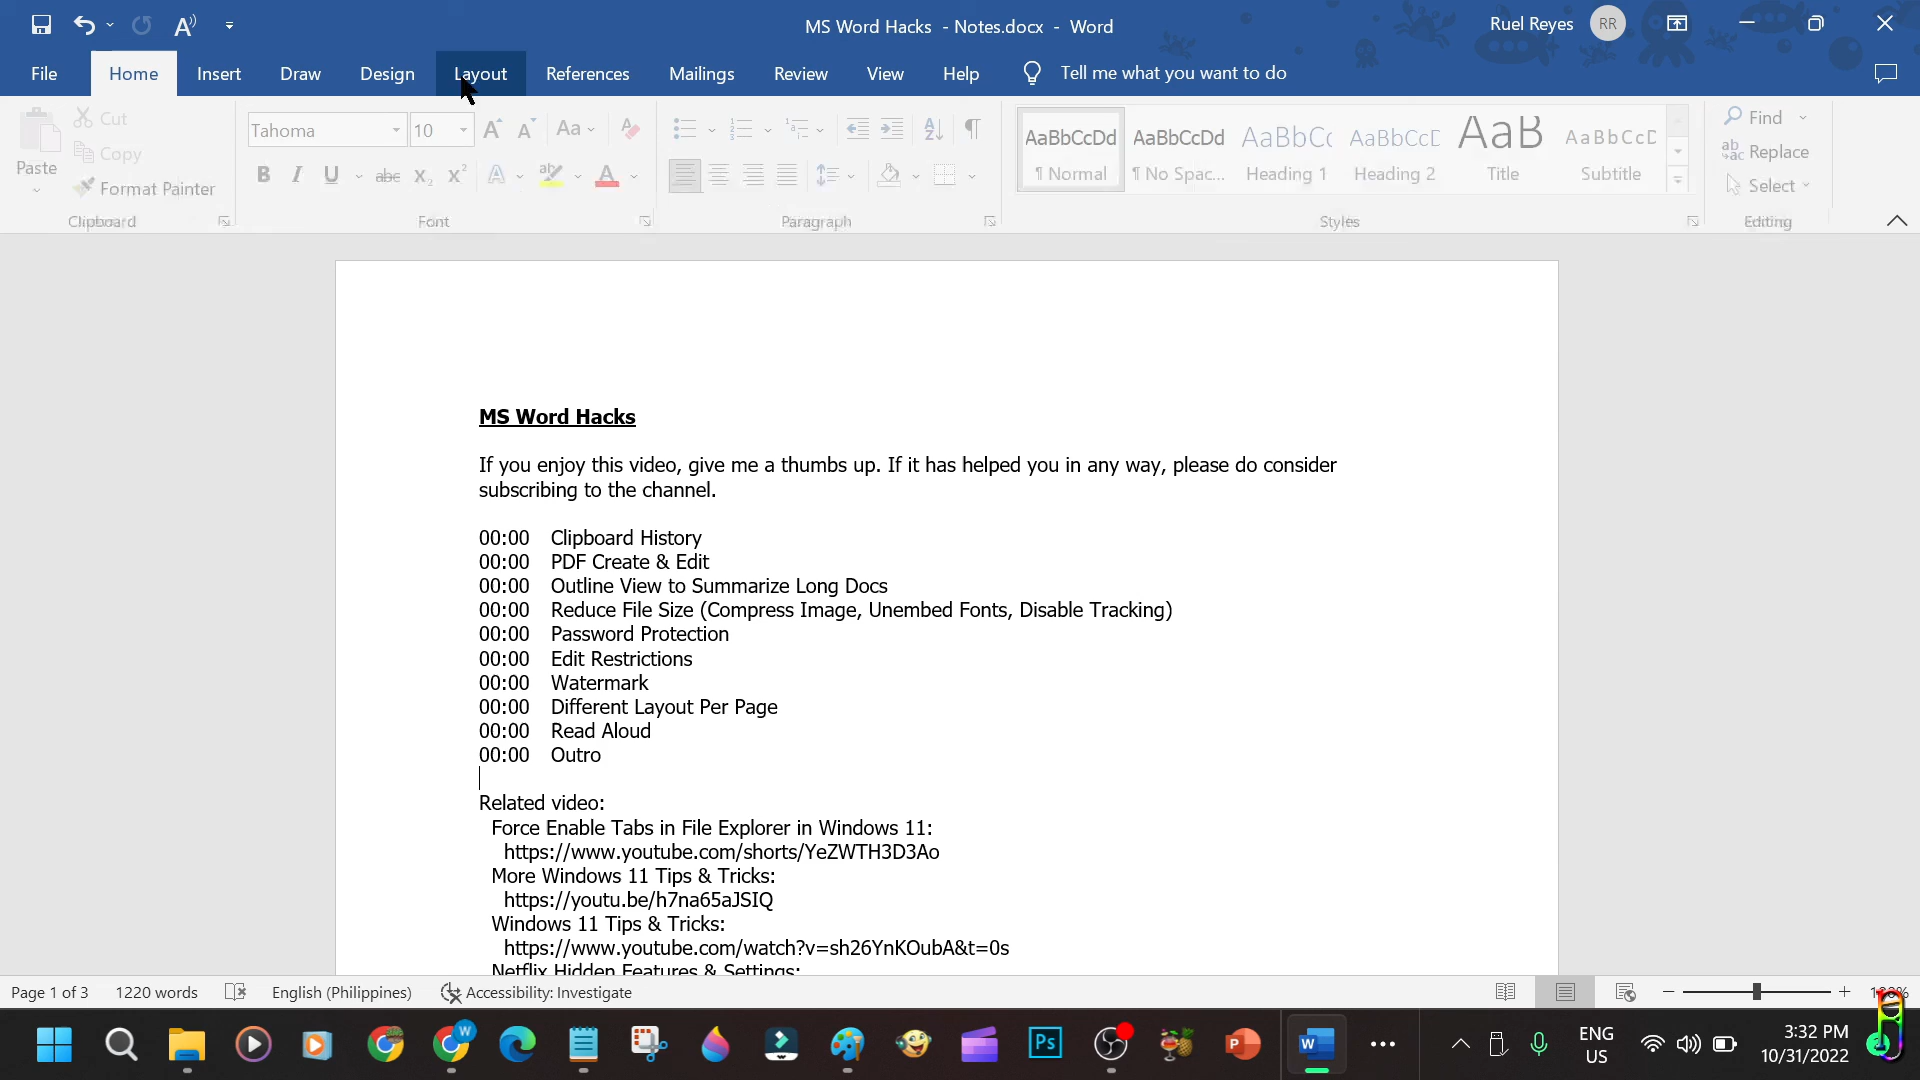 MS Word Hacks - Notes.docx - Word
Ruel Reyes
RR
File
Home
Insert
Draw
Design
Layout
References
Mailings
Review
View
Help
Tell me what you want to do
Paste
Cut
Copy
Format Painter
Clipboard
Tahoma
10
Aa
Font
Paragraph
AaBbCcDd
¶ Normal
AaBbCcDd
¶ No Spac...
AaBbCc
Heading 1
AaBbCcD
Heading 2
AaB
Title
AaBbCcD
Subtitle
Styles
Find
Replace
Select
Editing
MS Word Hacks
If you enjoy this video, give me a thumbs up. If it has helped you in any way, please do consider
subscribing to the channel.
00:00 Clipboard History
00:00 PDF Create & Edit
00:00 Outline View to Summarize Long Docs
00:00 Reduce File Size (Compress Image, Unembed Fonts, Disable Tracking)
00:00 Password Protection
00:00 Edit Restrictions
00:00 Watermark
00:00 Different Layout Per Page
00:00 Read Aloud
00:00 Outro
Related video:
Force Enable Tabs in File Explorer in Windows 11:
https://www.youtube.com/shorts/YeZWTH3D3Ao
More Windows 11 Tips & Tricks:
https://youtu.be/h7na65aJSIQ
Windows 11 Tips & Tricks:
https://www.youtube.com/watch?v=sh26YnKOubA&t=0s
Netflix Hidden Features & Settings:
Page 1 of 3
1220 words
English (Philippines)
Accessibility: Investigate
ENG
US
3:32 PM
10/31/2022